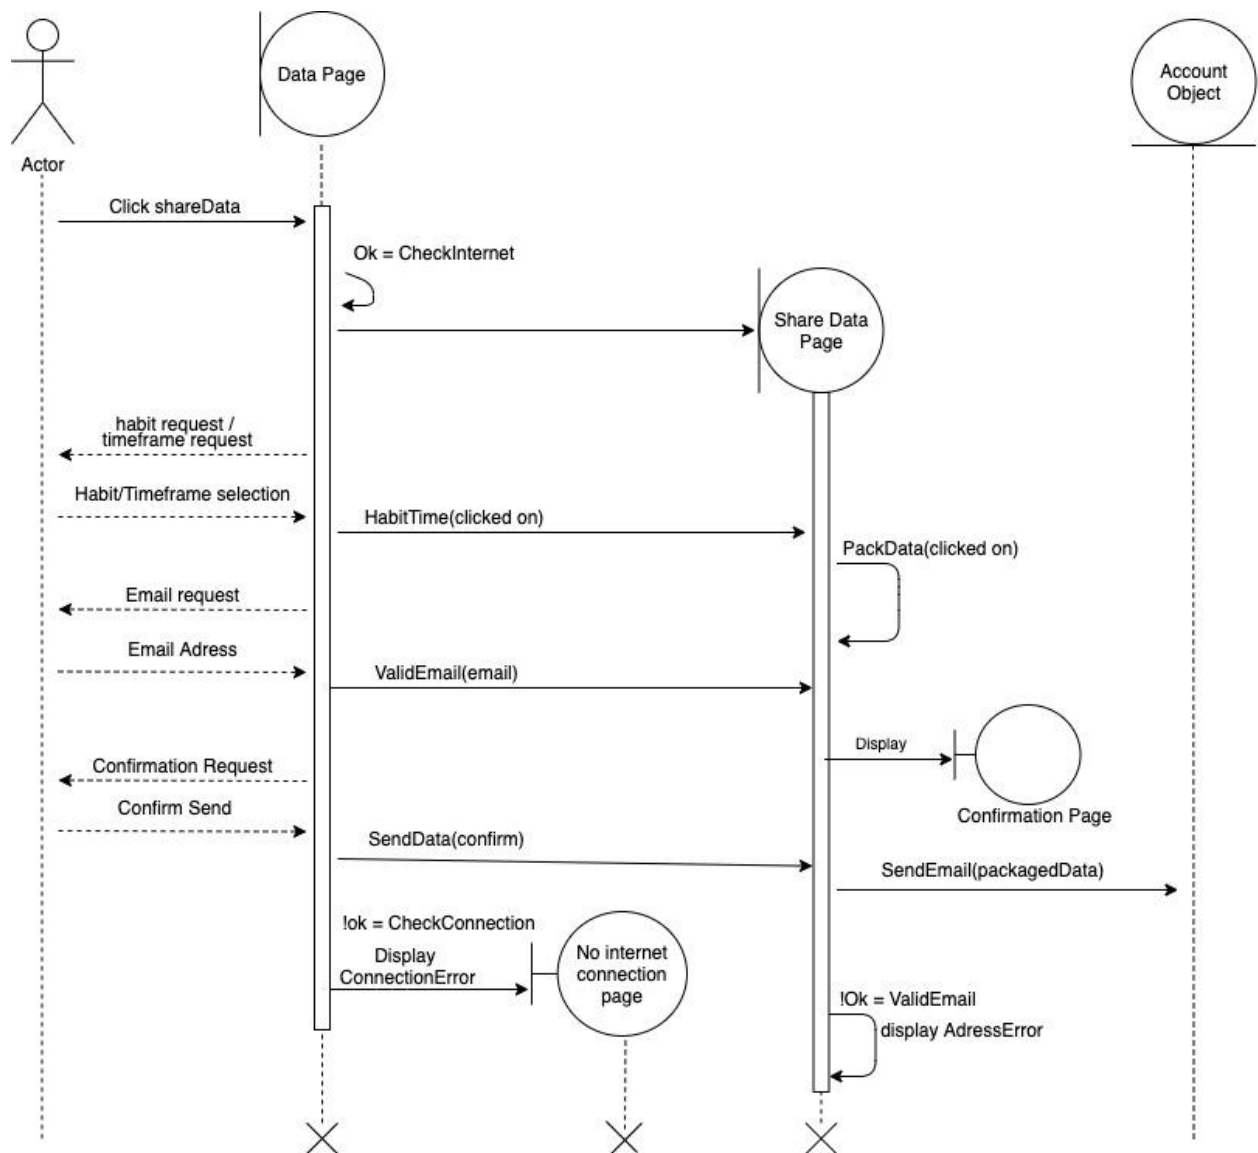 Data Page
Account
Object
Actor
Click shareData
Ok = CheckInternet
Share Data
Page
habit request /
timeframe request
Habit/Timeframe selection
HabitTime(clicked on)
PackData(clicked on)
Email request
Email Adress
ValidEmail(email)
Display
Confirmation Request
Confirmation Page
Confirm Send
SendData(confirm)
SendEmail(packagedData)
!ok = CheckConnection
Display
ConnectionError
No internet
connection
page
!Ok = ValidEmail
display AdressError